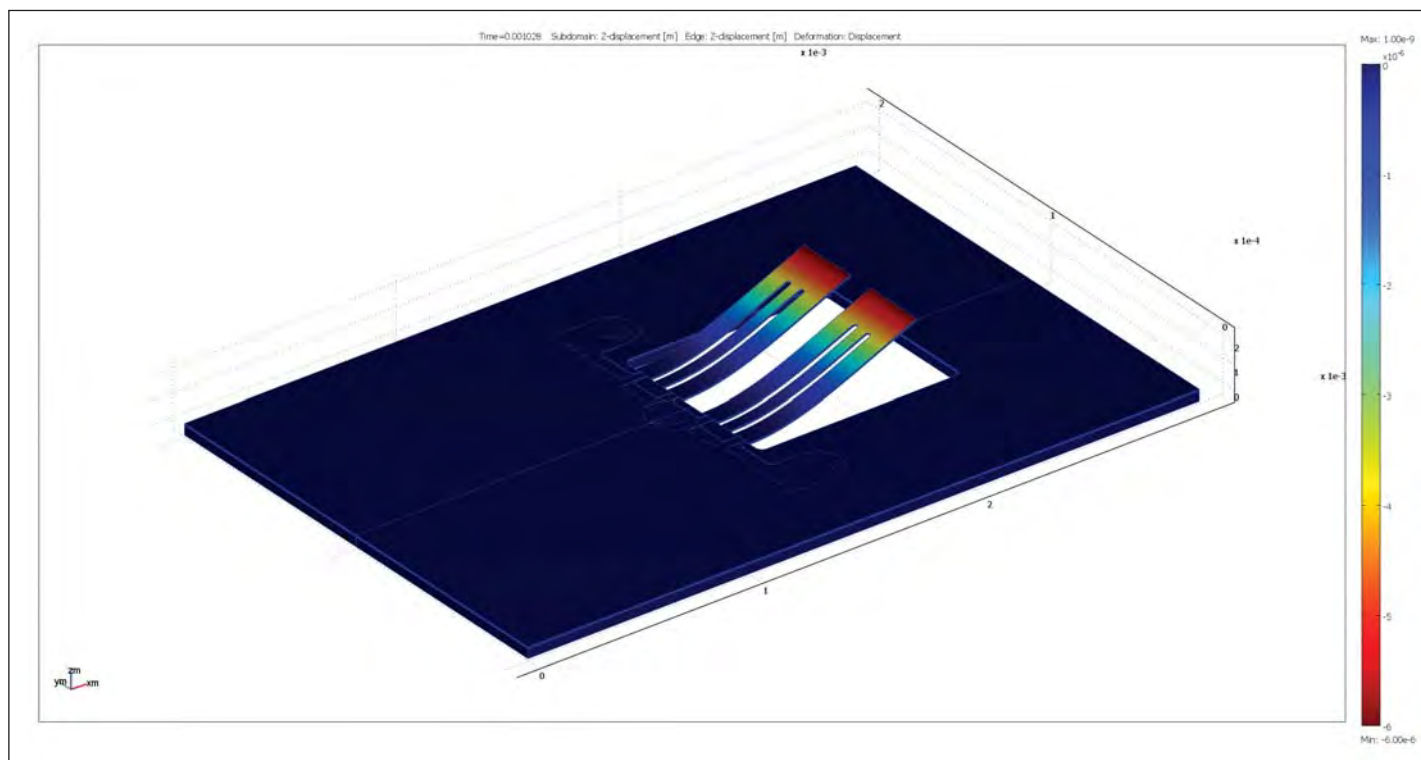 Time=0.001028 Subdomain: Z-displacement [m] Edge: Z-displacement [m] Deformation: Displacement
Max: 1.00e-9
x 1e-3
×10⁻⁶
0
2
-1
1
x 1e-4
-2
0
2
1
x 1e-3
0
-3
2
-4
1
-5
0
zm
ym
xm
-6
Min: -6.00e-6